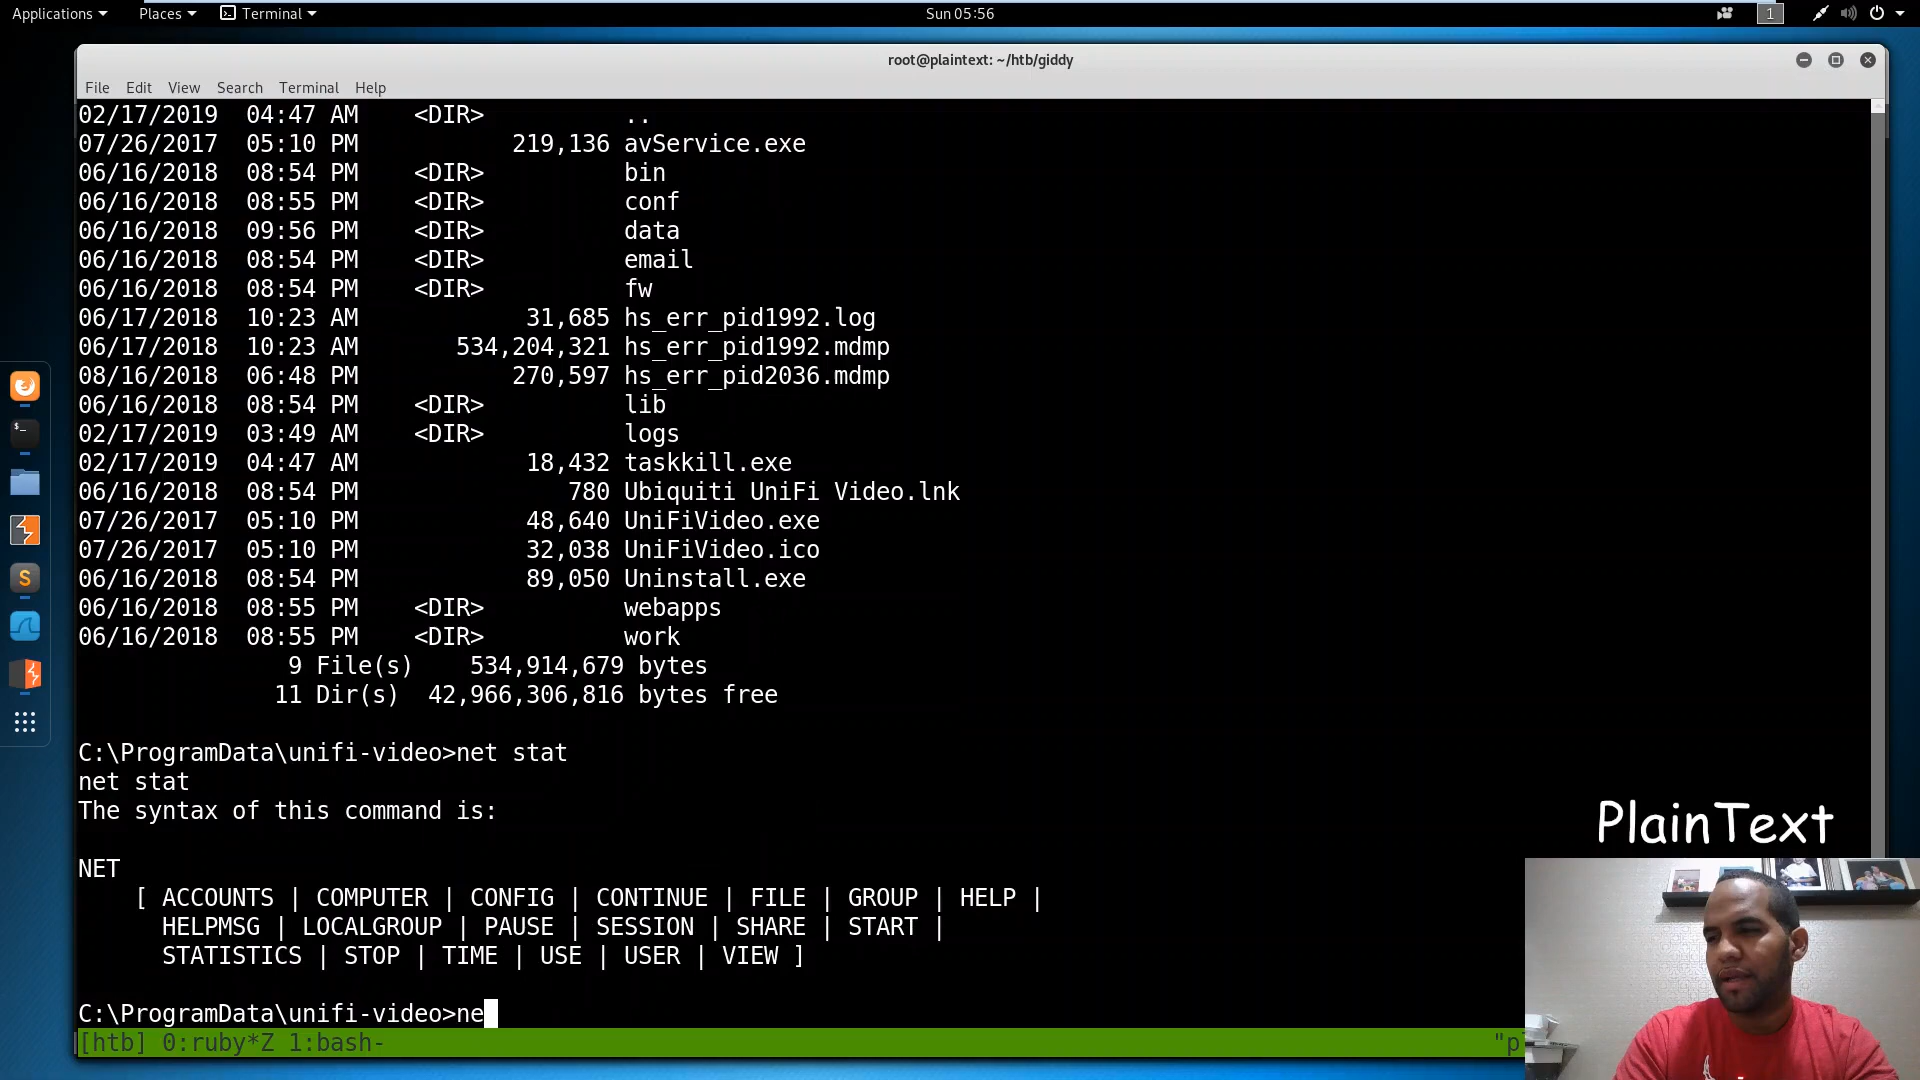 Applications Places Terminal Sun 05:56 1
root@plaintext: ~/htb/giddy
File Edit View Search Terminal Help
02/17/2019 04:47 AM <DIR> ..
07/26/2017 05:10 PM 219,136 avService.exe
06/16/2018 08:54 PM <DIR> bin
06/16/2018 08:55 PM <DIR> conf
06/16/2018 09:56 PM <DIR> data
06/16/2018 08:54 PM <DIR> email
06/16/2018 08:54 PM <DIR> fw
06/17/2018 10:23 AM 31,685 hs_err_pid1992.log
06/17/2018 10:23 AM 534,204,321 hs_err_pid1992.mdmp
08/16/2018 06:48 PM 270,597 hs_err_pid2036.mdmp
06/16/2018 08:54 PM <DIR> lib
02/17/2019 03:49 AM <DIR> logs
02/17/2019 04:47 AM 18,432 taskkill.exe
06/16/2018 08:54 PM 780 Ubiquiti UniFi Video.lnk
07/26/2017 05:10 PM 48,640 UniFiVideo.exe
07/26/2017 05:10 PM 32,038 UniFiVideo.ico
06/16/2018 08:54 PM 89,050 Uninstall.exe
06/16/2018 08:55 PM <DIR> webapps
06/16/2018 08:55 PM <DIR> work
9 File(s) 534,914,679 bytes
11 Dir(s) 42,966,306,816 bytes free
C:\ProgramData\unifi-video>net stat
net stat
The syntax of this command is:
NET
[ ACCOUNTS | COMPUTER | CONFIG | CONTINUE | FILE | GROUP | HELP |
HELPMSG | LOCALGROUP | PAUSE | SESSION | SHARE | START |
STATISTICS | STOP | TIME | USE | USER | VIEW ]
C:\ProgramData\unifi-video>ne
[htb] 0:ruby*Z 1:bash- "p
PlainText